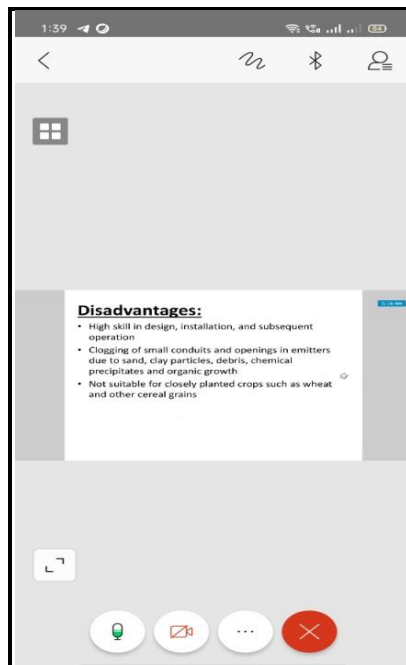 1:39
84
Disadvantages:
• High skill in design, installation, and subsequent
operation
• Clogging of small conduits and openings in emitters
due to sand, clay particles, debris, chemical
precipitates and organic growth
• Not suitable for closely planted crops such as wheat
and other cereal grains